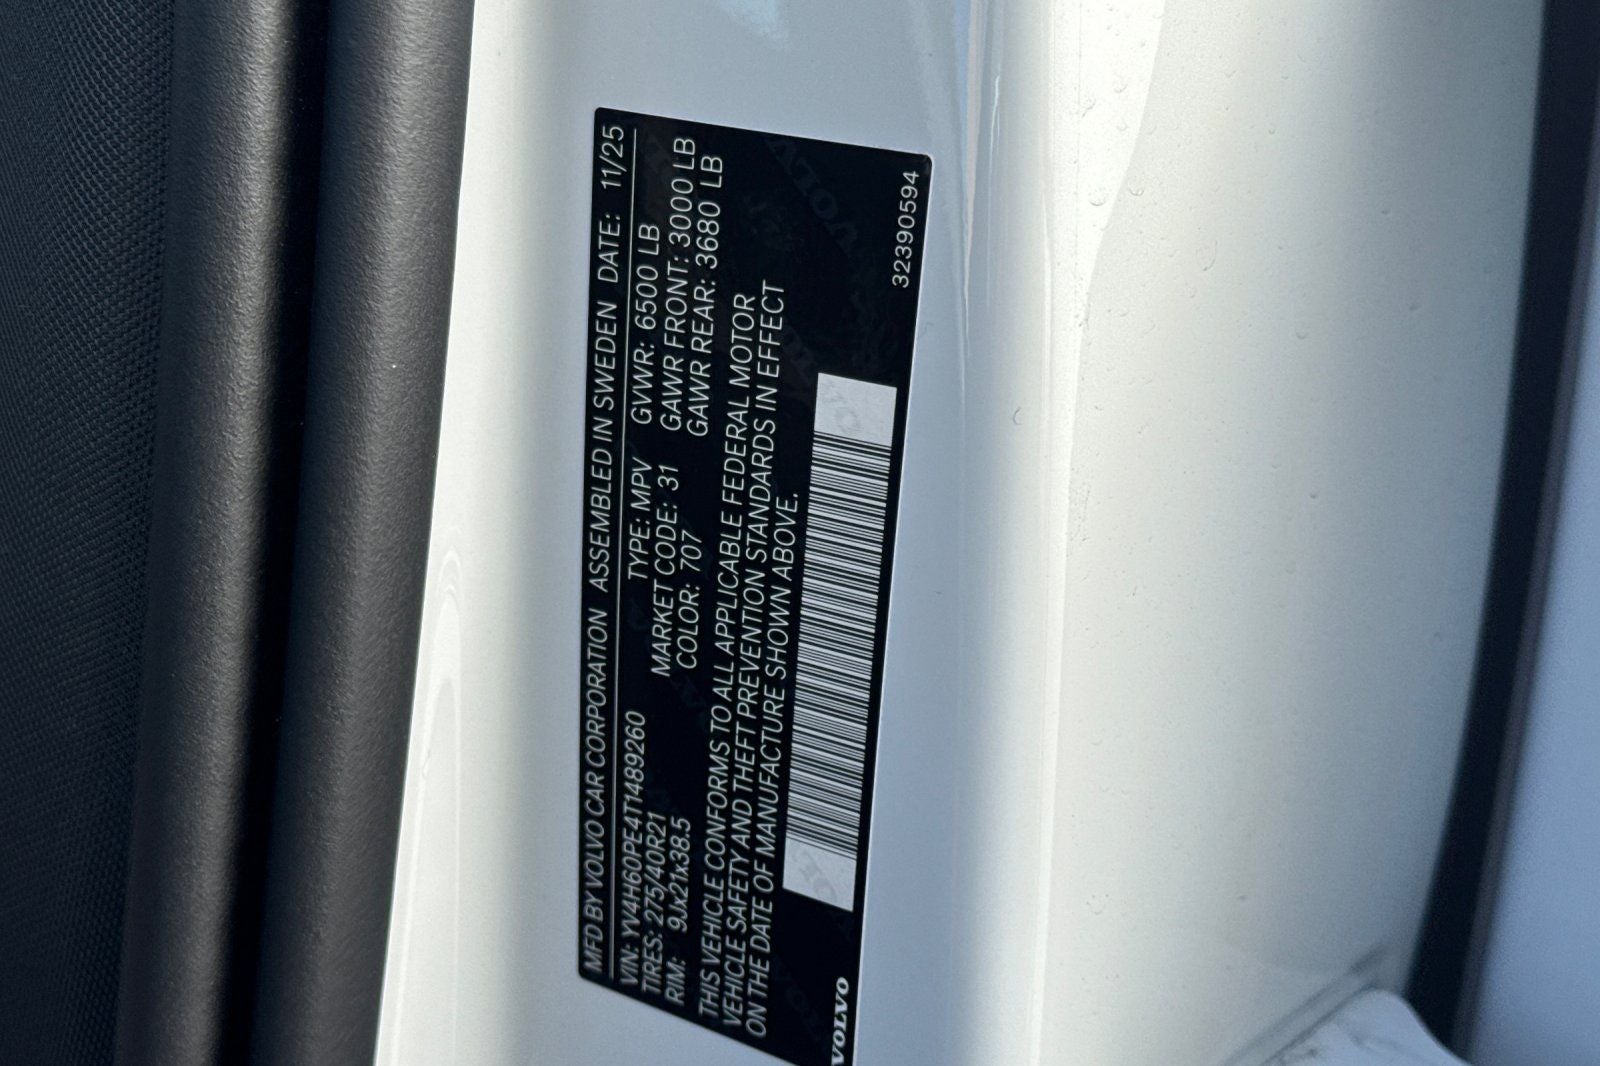 MFD BY VOLVO CAR CORPORATION ASSEMBLED IN SWEDEN DATE: 11/25
VIN: YV4H60PE4T1489260 TYPE: MPV GVWR: 6500 LB
TIRES: 275/40R21 MARKET CODE: 31 GAWR FRONT: 3000 LB
RIM: 9Jx21x38.5 COLOR: 707 GAWR REAR: 3680 LB
THIS VEHICLE CONFORMS TO ALL APPLICABLE FEDERAL MOTOR
VEHICLE SAFETY AND THEFT PREVENTION STANDARDS IN EFFECT
ON THE DATE OF MANUFACTURE SHOWN ABOVE.
VOLVO 32390594